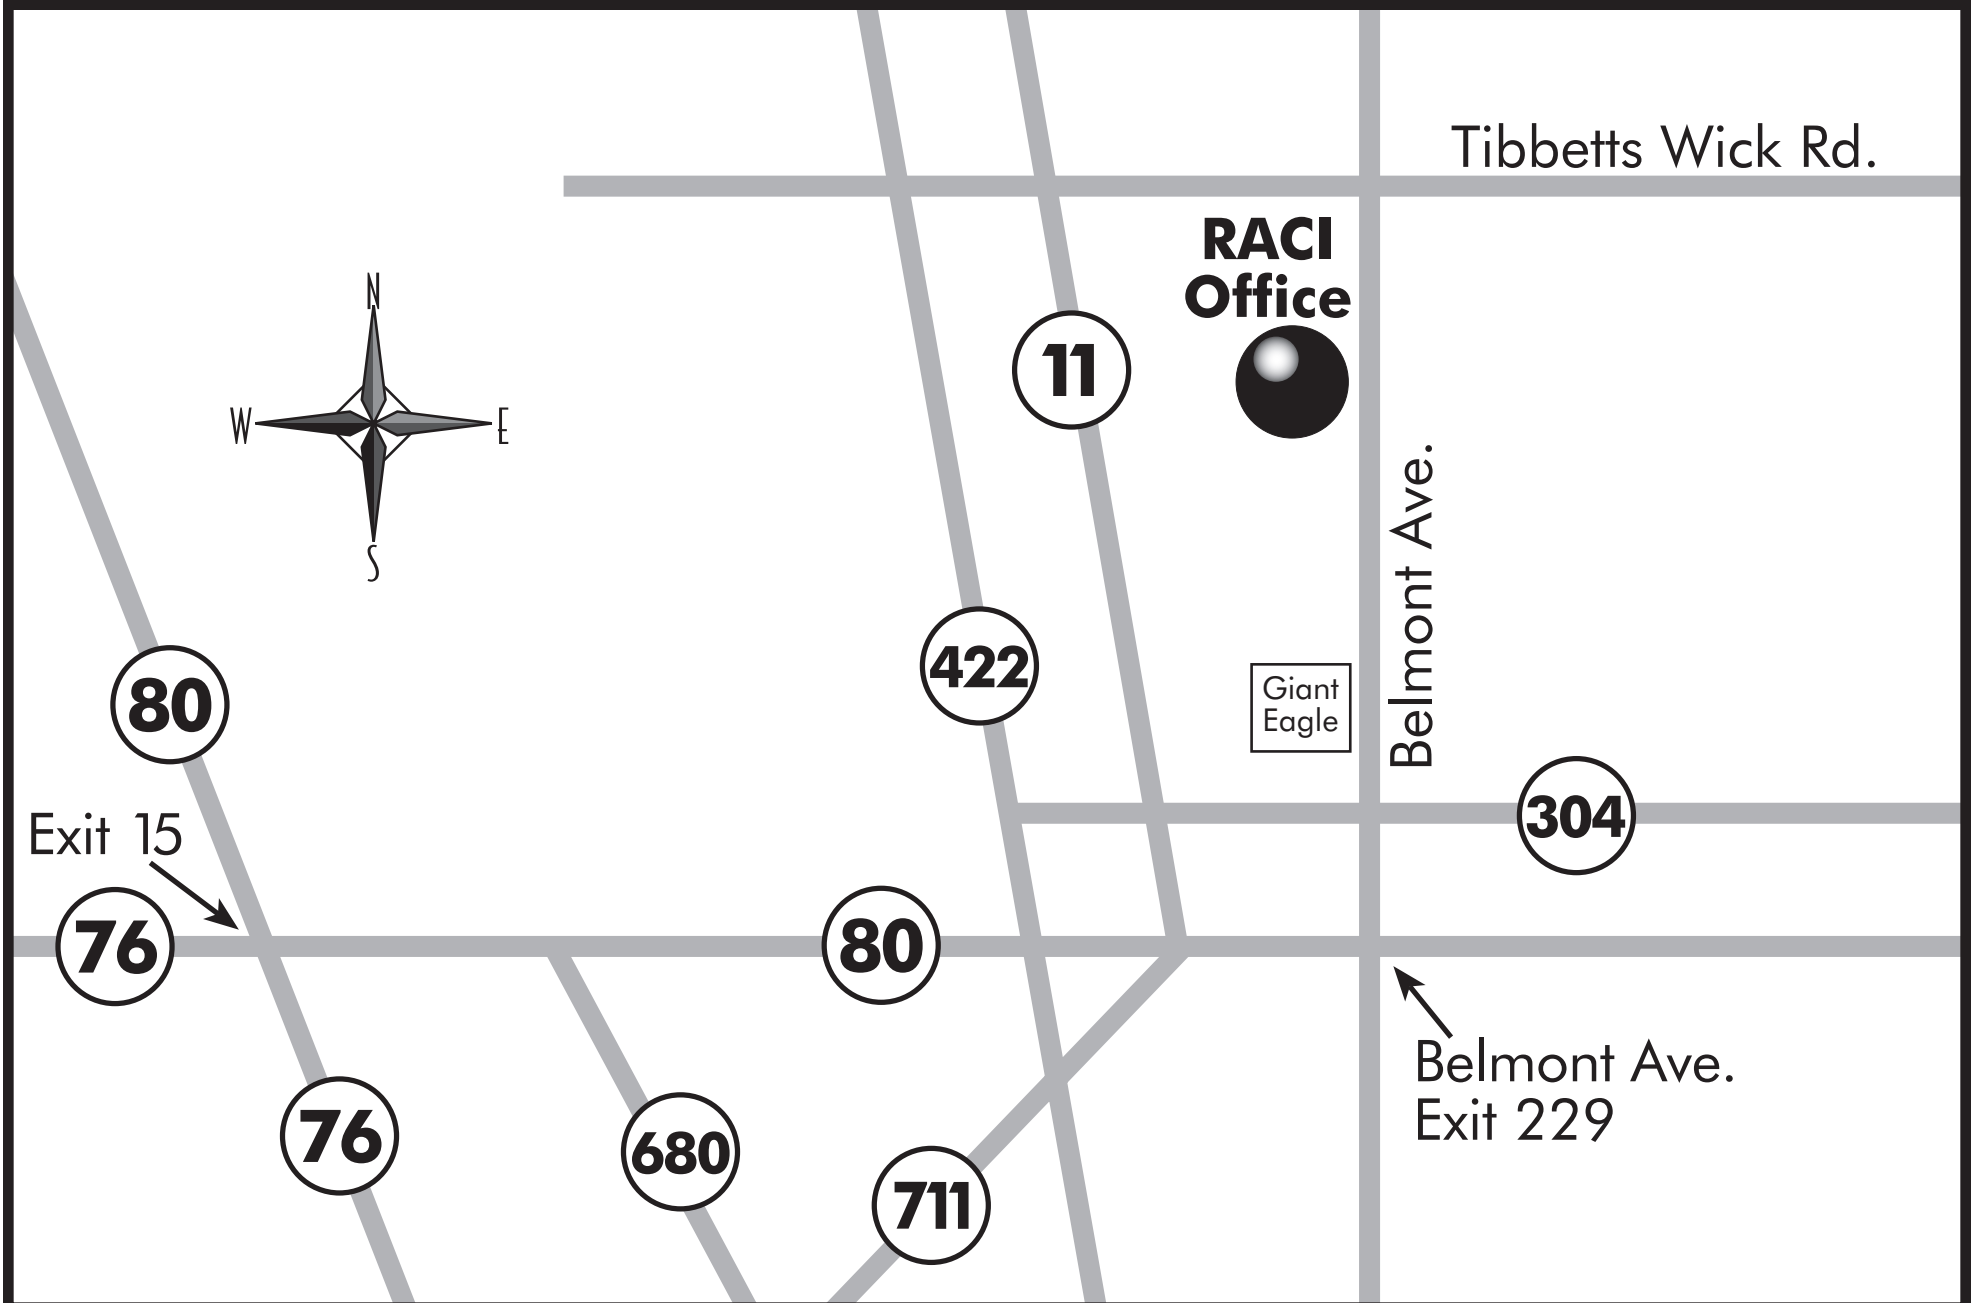 Tibbetts Wick Rd.
RACI
Office
N
W
E
S
11
Belmont Ave.
422
80
Giant
Eagle
304
Exit 15
76
80
Belmont Ave.
Exit 229
76
680
711